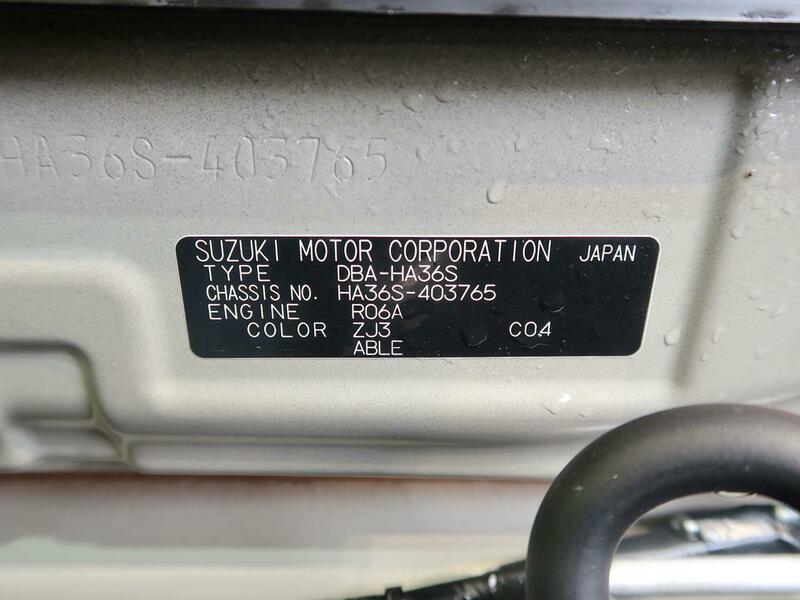 HA36S-403765
SUZUKI MOTOR CORPORATION JAPAN
TYPE DBA-HA36S
CHASSIS NO. HA36S-403765
ENGINE R06A
COLOR ZJ3 C04
ABLE